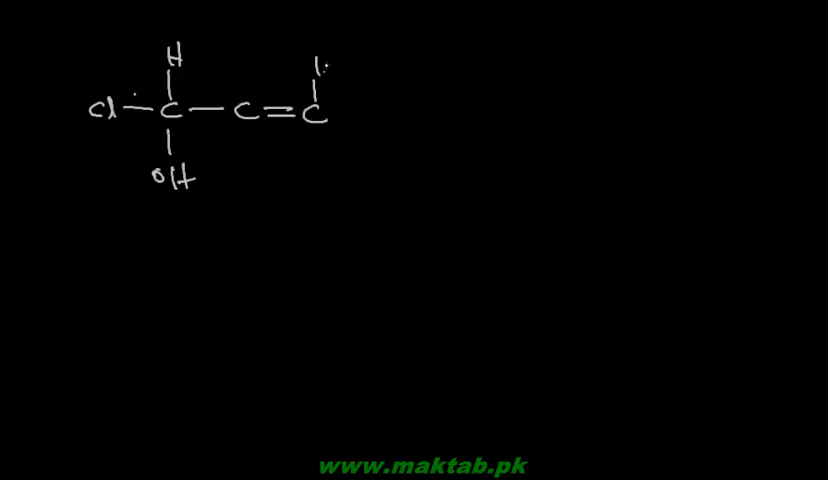 H
Cl — C — C = C
OH
www.maktab.pk